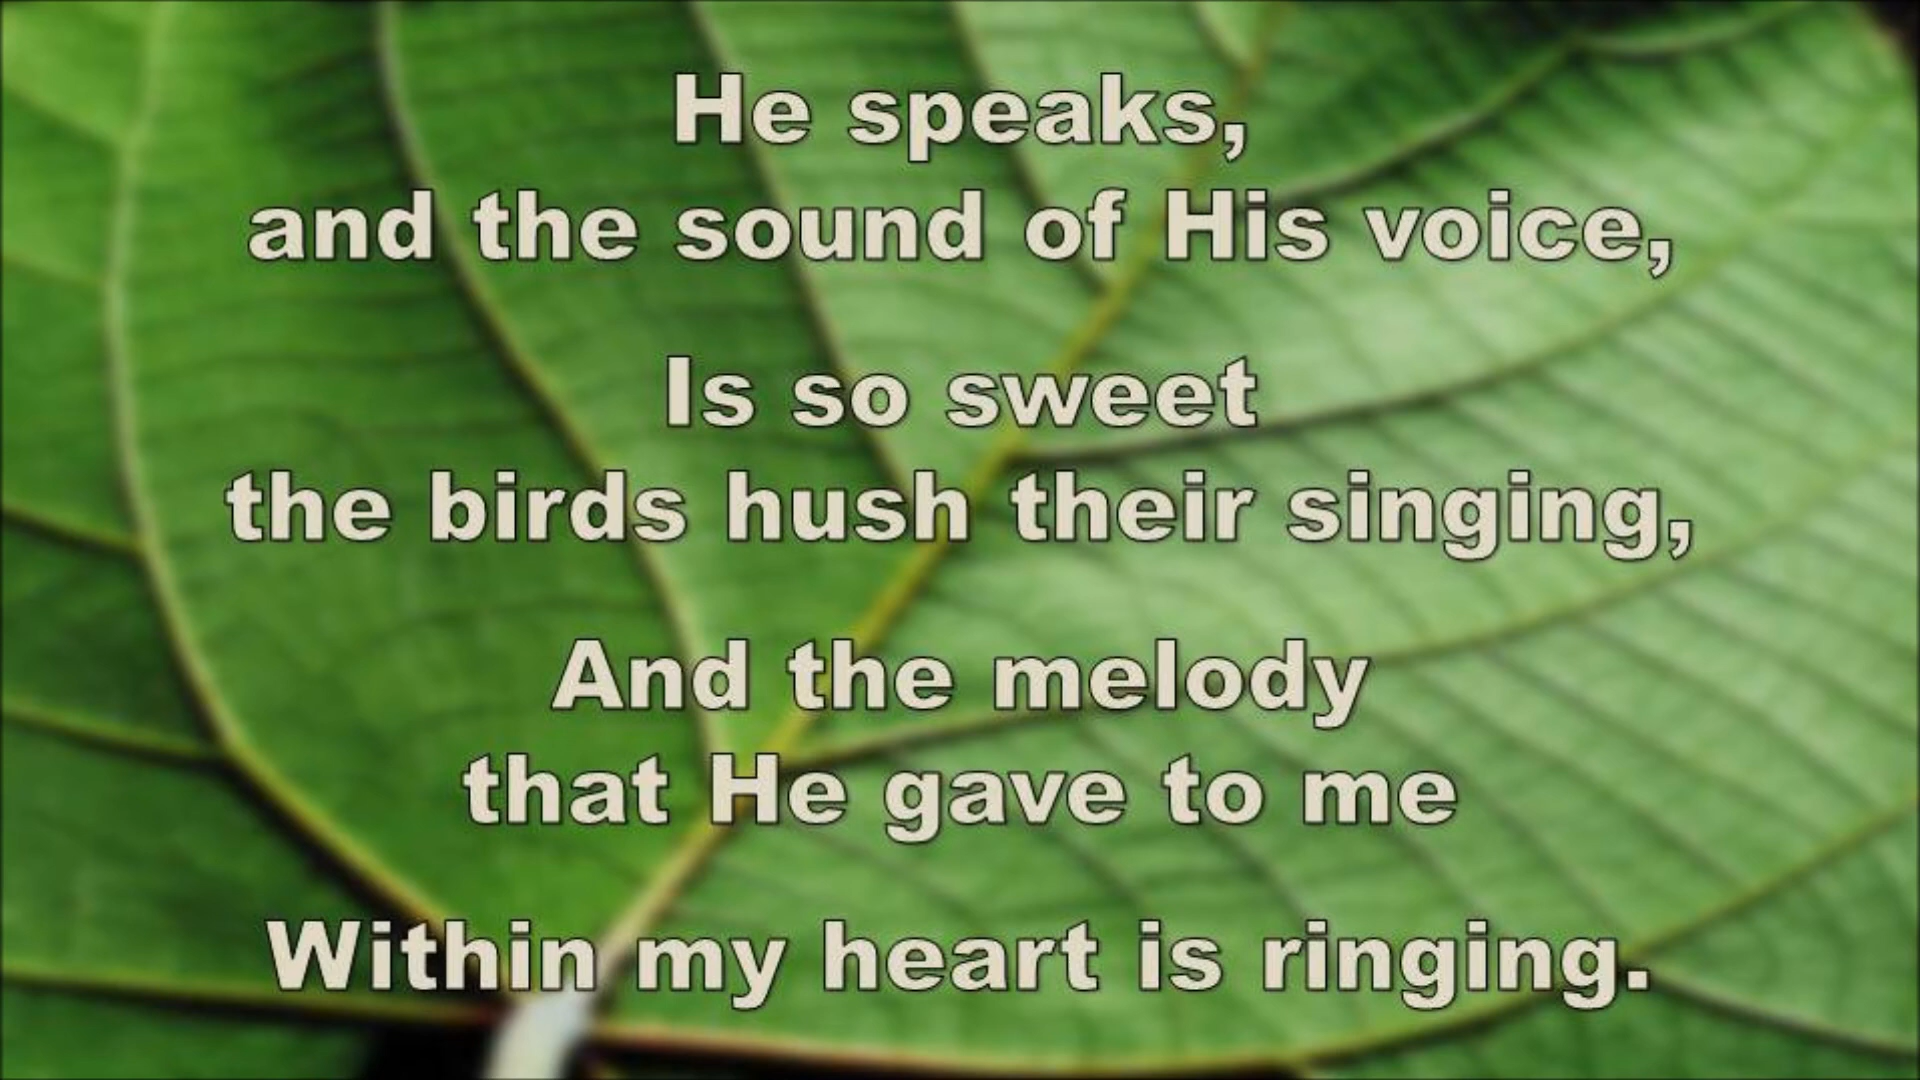 He speaks,
and the sound of His voice,
Is so sweet
the birds hush their singing,
And the melody
that He gave to me
Within my heart is ringing.